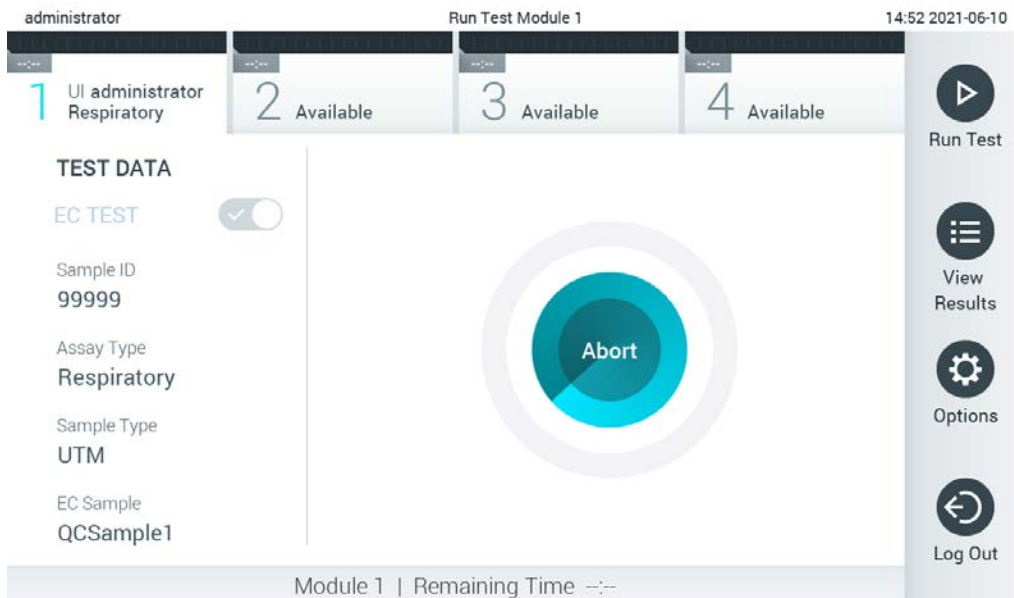 administrator
Run Test Module 1
14:52 2021-06-10
--:--
--:--
--:--
--:--
1 UI administrator
Respiratory
2 Available
3 Available
4 Available
Run Test
TEST DATA
EC TEST
Sample ID
99999
Assay Type
Respiratory
Sample Type
UTM
EC Sample
QCSample1
Abort
View
Results
Options
Log Out
Module 1 | Remaining Time --:--